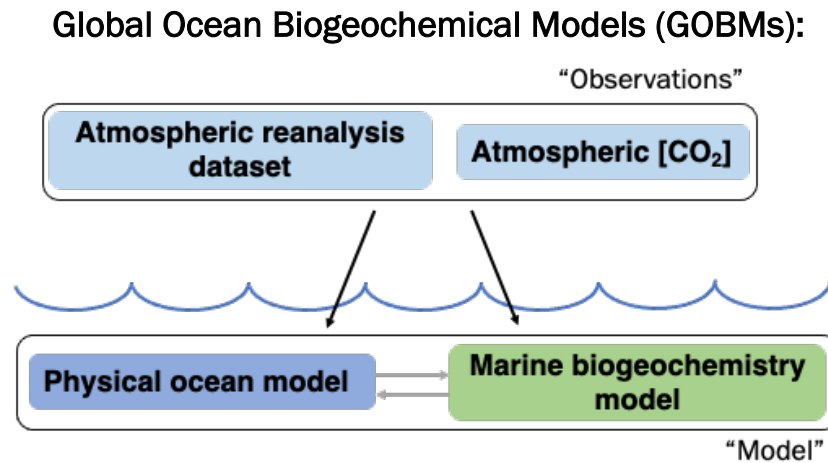 Global Ocean Biogeochemical Models (GOBMs):
“Observations”
Atmospheric reanalysis
dataset
Atmospheric [CO₂]
Physical ocean model
Marine biogeochemistry
model
“Model”